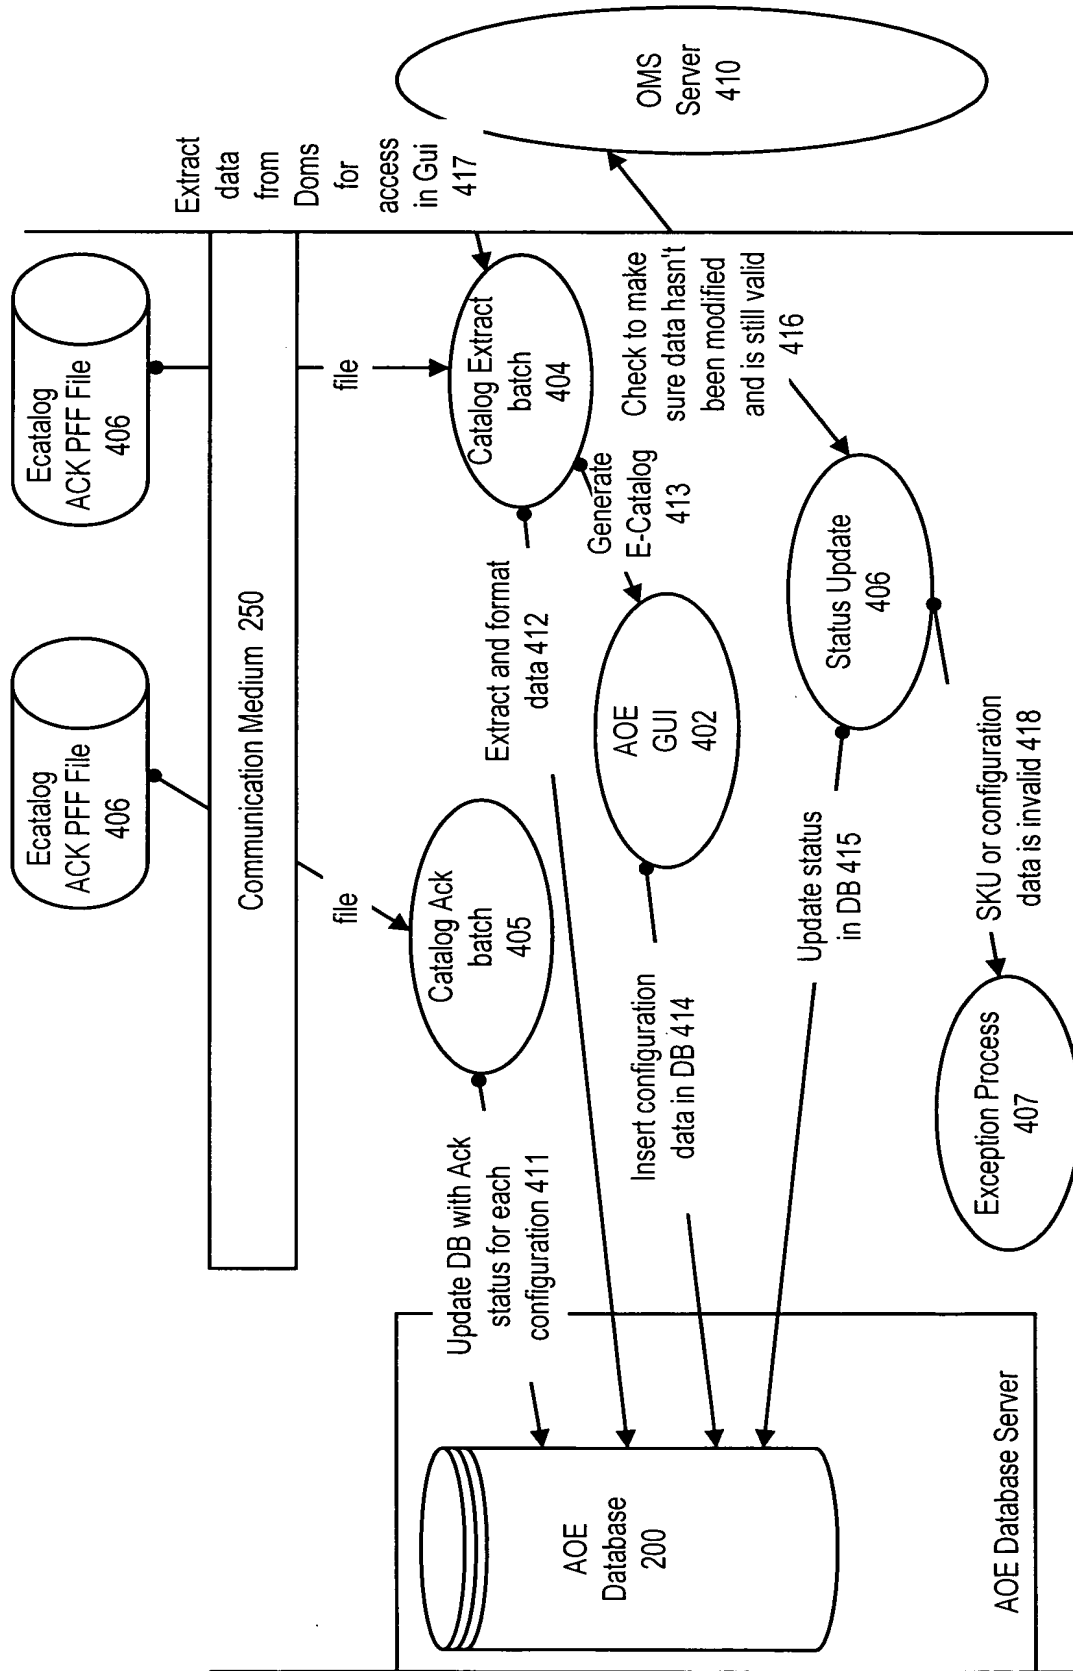 Ecatalog
ACK PFF File
406
Ecatalog
ACK PFF File
406
Communication Medium 250
file
file
Extract
data
from
Doms
for
access
in Gui
417
OMS
Server
410
Catalog Ack
batch
405
Catalog Extract
batch
404
Update DB with Ack
status for each
configuration 411
Extract and format
data 412
Generate
E-Catalog
413
Check to make
sure data hasn't
been modified
and is still valid
416
AOE
GUI
402
Insert configuration
data in DB 414
Status Update
406
Update status
in DB 415
SKU or configuration
data is invalid 418
Exception Process
407
AOE
Database
200
AOE Database Server